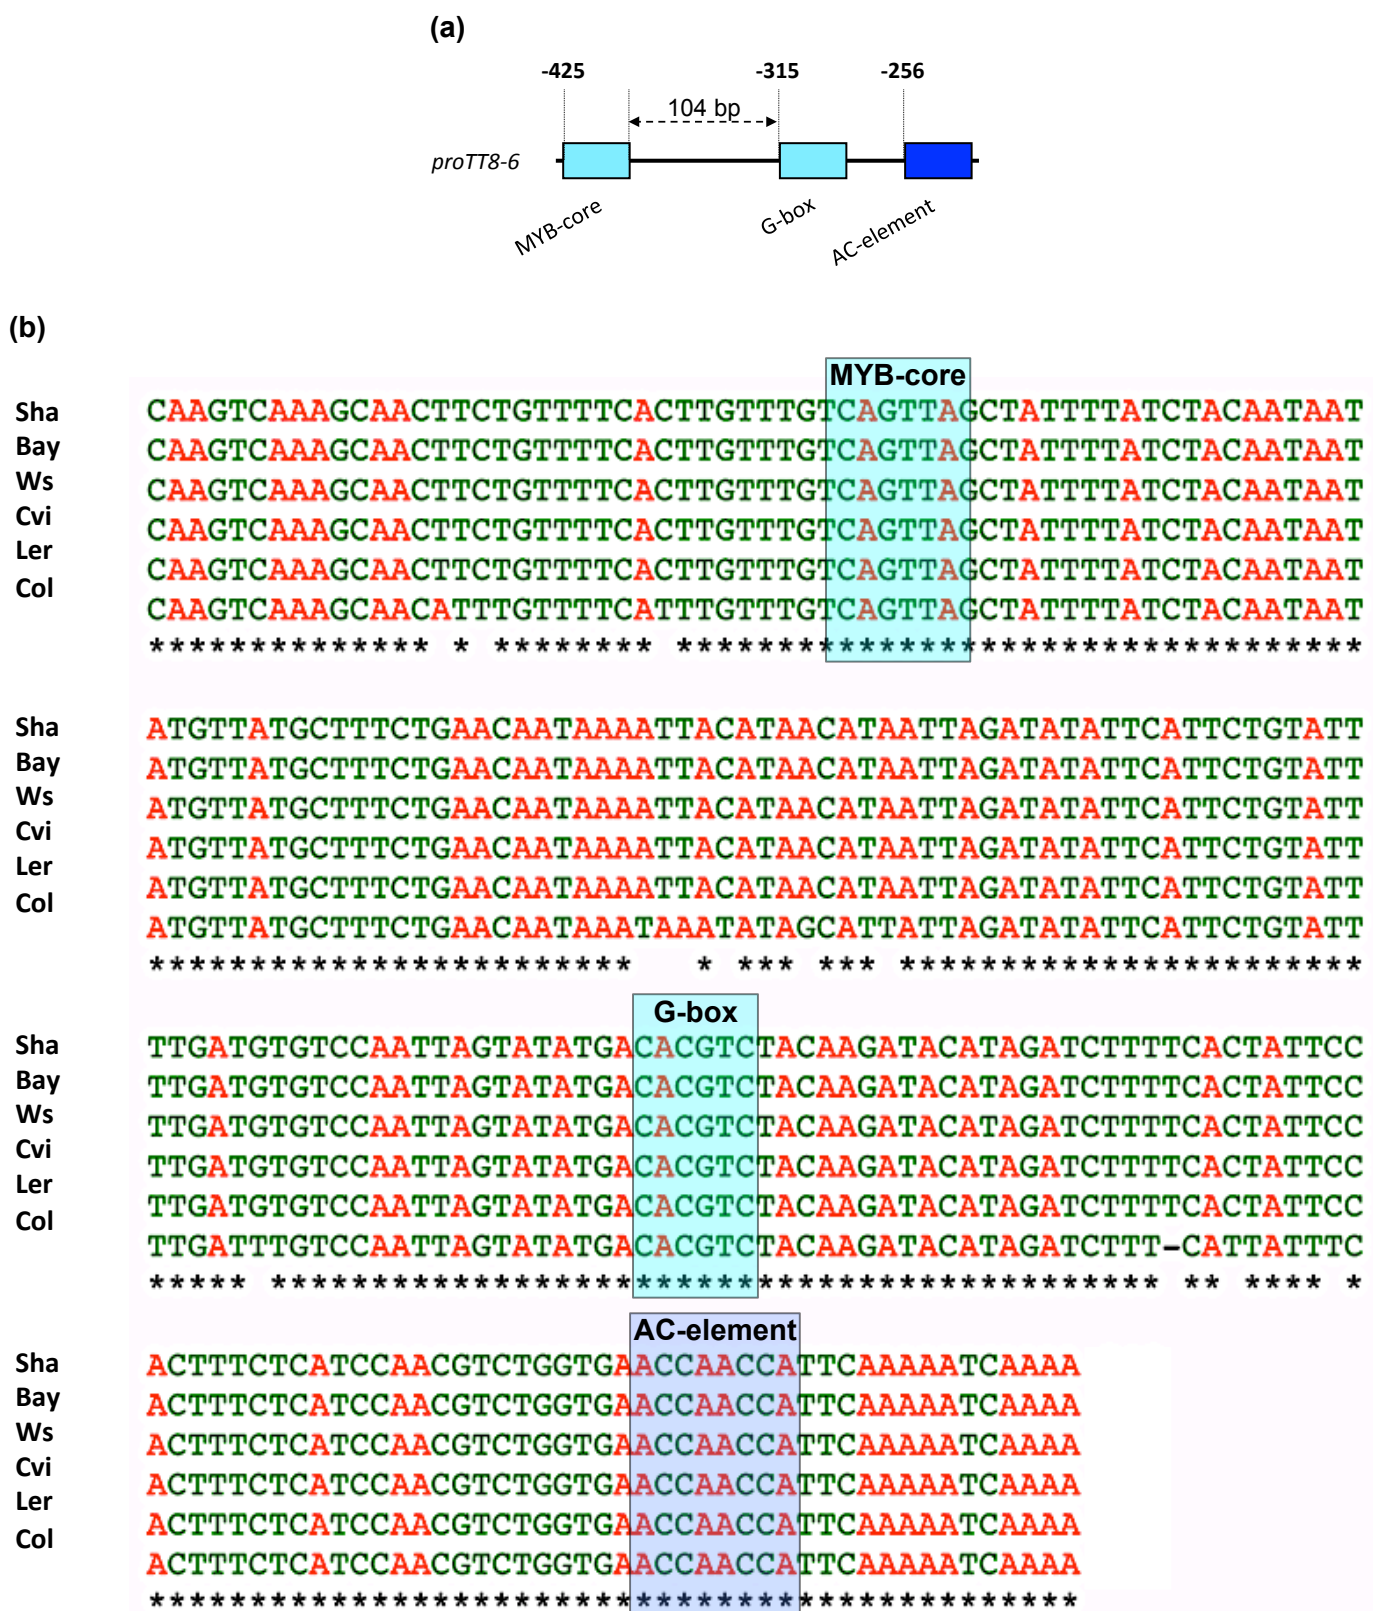 (a)
-425 -315 -256
104 bp
proTT8-6
MYB-core G-box AC-element
(b)
MYB-core
Sha CAAGTCAAAGCAACTTCTGTTTTCACTTGTTTGTCAGTTAGCTATTTTATCTACAATAAT
Bay CAAGTCAAAGCAACTTCTGTTTTCACTTGTTTGTCAGTTAGCTATTTTATCTACAATAAT
Ws CAAGTCAAAGCAACTTCTGTTTTCACTTGTTTGTCAGTTAGCTATTTTATCTACAATAAT
Cvi CAAGTCAAAGCAACTTCTGTTTTCACTTGTTTGTCAGTTAGCTATTTTATCTACAATAAT
Ler CAAGTCAAAGCAACTTCTGTTTTCACTTGTTTGTCAGTTAGCTATTTTATCTACAATAAT
Col CAAGTCAAAGCAACATTTGTTTTCATTTGTTTGTCAGTTAGCTATTTTATCTACAATAAT
************** * ******** **********************************
Sha ATGTTATGCTTTCTGAACAATAAAATTACATAACATAATTAGATATATTCATTCTGTATT
Bay ATGTTATGCTTTCTGAACAATAAAATTACATAACATAATTAGATATATTCATTCTGTATT
Ws ATGTTATGCTTTCTGAACAATAAAATTACATAACATAATTAGATATATTCATTCTGTATT
Cvi ATGTTATGCTTTCTGAACAATAAAATTACATAACATAATTAGATATATTCATTCTGTATT
Ler ATGTTATGCTTTCTGAACAATAAAATTACATAACATAATTAGATATATTCATTCTGTATT
Col ATGTTATGCTTTCTGAACAATAAATAAATATAGCATTATTAGATATATTCATTCTGTATT
************************   * *** *** ***********************
G-box
Sha TTGATGTGTCCAATTAGTATATGACACGTCTACAAGATACATAGATCTTTTCACTATTCC
Bay TTGATGTGTCCAATTAGTATATGACACGTCTACAAGATACATAGATCTTTTCACTATTCC
Ws TTGATGTGTCCAATTAGTATATGACACGTCTACAAGATACATAGATCTTTTCACTATTCC
Cvi TTGATGTGTCCAATTAGTATATGACACGTCTACAAGATACATAGATCTTTTCACTATTCC
Ler TTGATGTGTCCAATTAGTATATGACACGTCTACAAGATACATAGATCTTTTCACTATTCC
Col TTGATTTGTCCAATTAGTATATGACACGTCTACAAGATACATAGATCTTT-CATTATTTC
***** ******************************************** ** **** *
AC-element
Sha ACTTTCTCATCCAACGTCTGGTGAACCAACCATTCAAAAATCAAAA
Bay ACTTTCTCATCCAACGTCTGGTGAACCAACCATTCAAAAATCAAAA
Ws ACTTTCTCATCCAACGTCTGGTGAACCAACCATTCAAAAATCAAAA
Cvi ACTTTCTCATCCAACGTCTGGTGAACCAACCATTCAAAAATCAAAA
Ler ACTTTCTCATCCAACGTCTGGTGAACCAACCATTCAAAAATCAAAA
Col ACTTTCTCATCCAACGTCTGGTGAACCAACCATTCAAAAATCAAAA
**********************************************